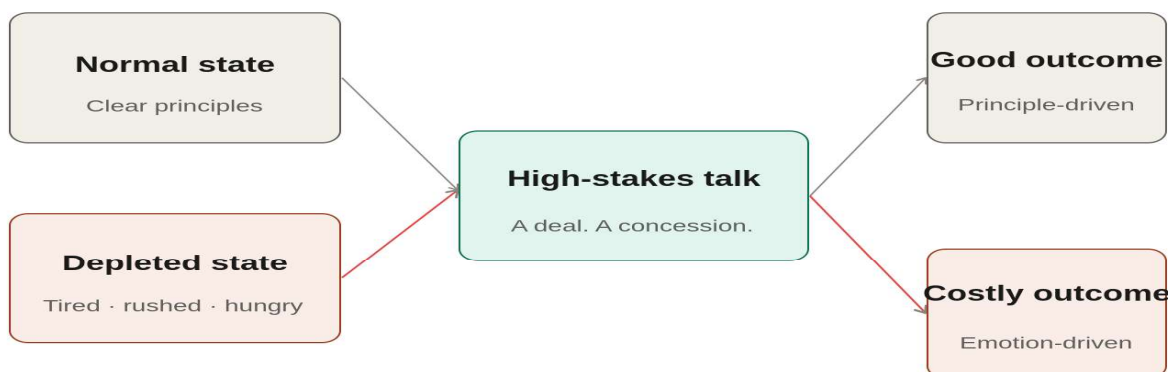 Normal state
Clear principles
Depleted state
Tired · rushed · hungry
High-stakes talk
A deal. A concession.
Good outcome
Principle-driven
Costly outcome
Emotion-driven